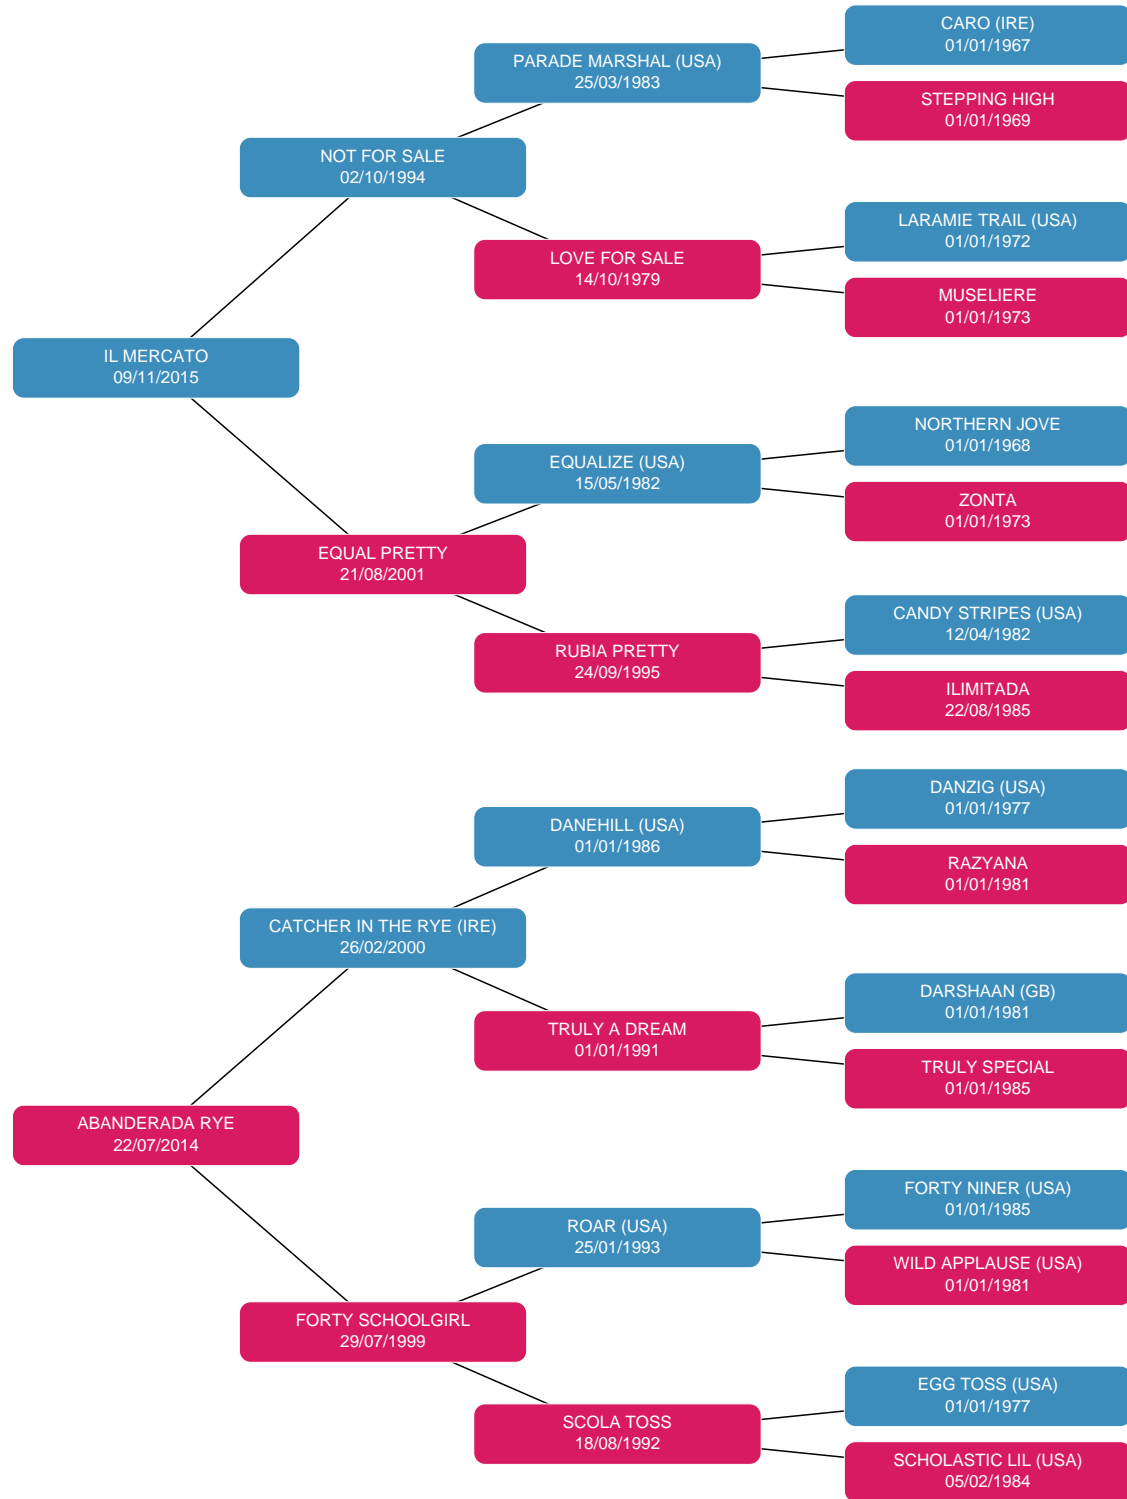 CARO (IRE)
01/01/1967
PARADE MARSHAL (USA)
25/03/1983
STEPPING HIGH
01/01/1969
NOT FOR SALE
02/10/1994
LARAMIE TRAIL (USA)
01/01/1972
LOVE FOR SALE
14/10/1979
MUSELIERE
01/01/1973
IL MERCATO
09/11/2015
NORTHERN JOVE
01/01/1968
EQUALIZE (USA)
15/05/1982
ZONTA
01/01/1973
EQUAL PRETTY
21/08/2001
CANDY STRIPES (USA)
12/04/1982
RUBIA PRETTY
24/09/1995
ILIMITADA
22/08/1985
DANZIG (USA)
01/01/1977
DANEHILL (USA)
01/01/1986
RAZYANA
01/01/1981
CATCHER IN THE RYE (IRE)
26/02/2000
DARSHAAN (GB)
01/01/1981
TRULY A DREAM
01/01/1991
TRULY SPECIAL
01/01/1985
ABANDERADA RYE
22/07/2014
FORTY NINER (USA)
01/01/1985
ROAR (USA)
25/01/1993
WILD APPLAUSE (USA)
01/01/1981
FORTY SCHOOLGIRL
29/07/1999
EGG TOSS (USA)
01/01/1977
SCOLA TOSS
18/08/1992
SCHOLASTIC LIL (USA)
05/02/1984